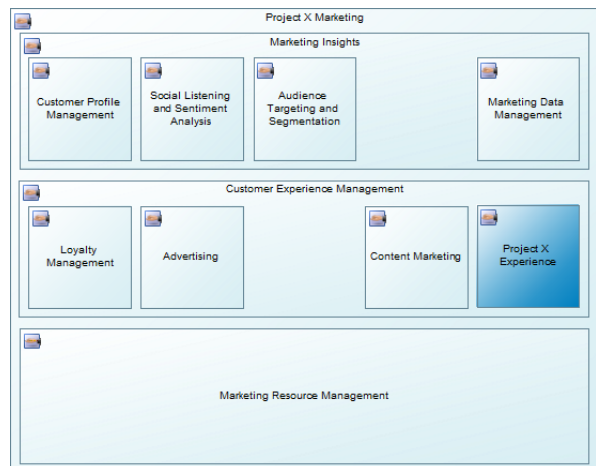 Project X Marketing
Marketing Insights
Customer Profile
Management
Social Listening
and Sentiment
Analysis
Audience
Targeting and
Segmentation
Marketing Data
Management
Customer Experience Management
Loyalty
Management
Advertising
Content Marketing
Project X
Experience
Marketing Resource Management